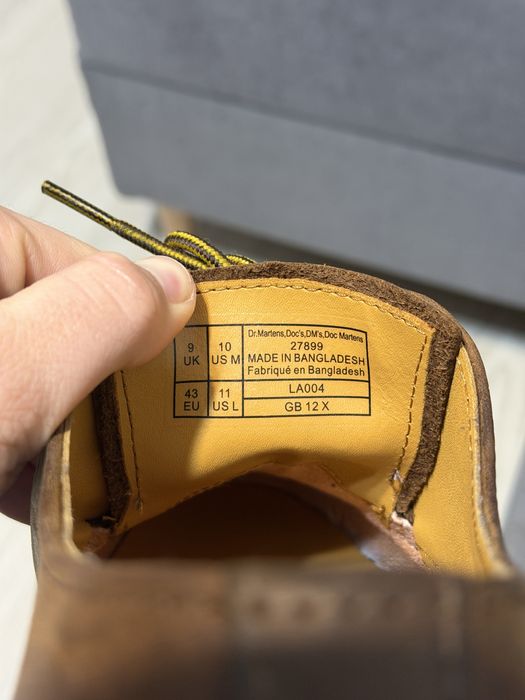 9 UK
10 US M
43 EU
11 US L
Dr.Martens,Doc's,DM's,Doc Martens
27899
MADE IN BANGLADESH
Fabriqué en Bangladesh
LA004
GB 12 X